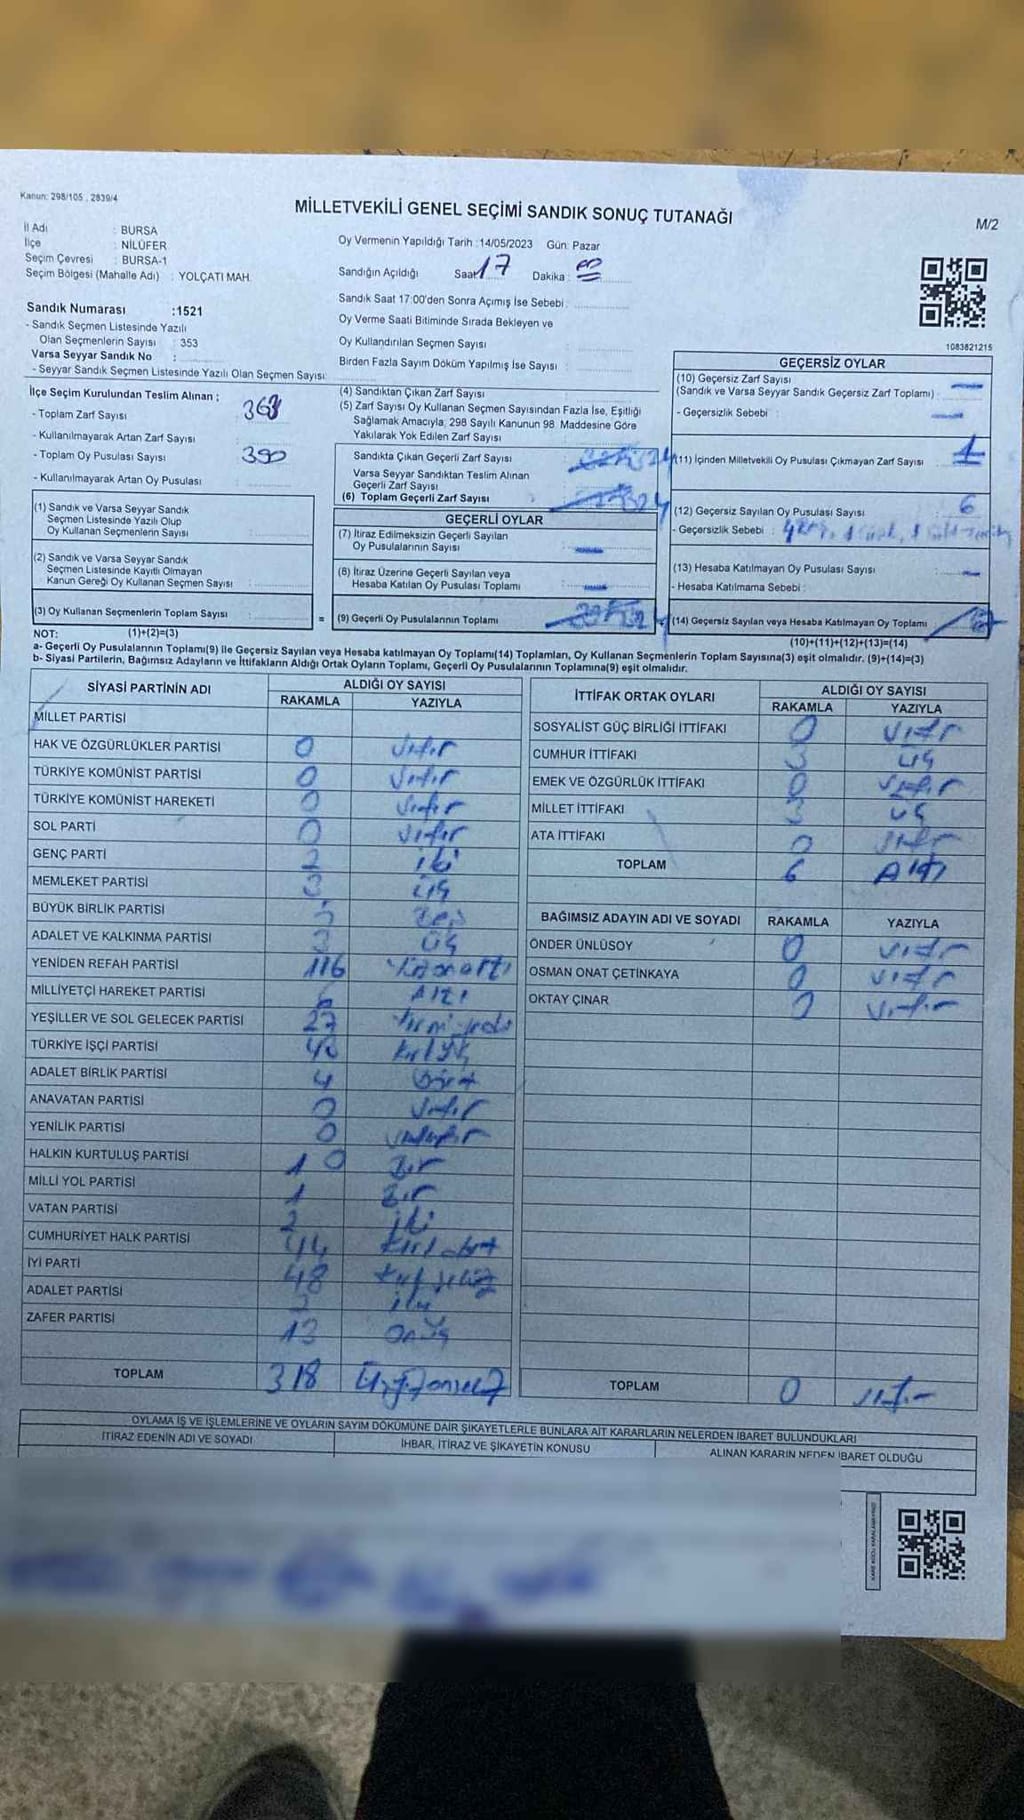 Kanun: 298/105 , 2839/4
MİLLETVEKİLİ GENEL SEÇİMİ SANDIK SONUÇ TUTANAĞI
M/2
İl Adı : BURSA
İlçe : NİLÜFER
Seçim Çevresi : BURSA-1
Seçim Bölgesi (Mahalle Adı) : YOLÇATI MAH.
Oy Vermenin Yapıldığı Tarih :14/05/2023 Gün: Pazar
Sandığın Açıldığı Saat 17 Dakika :
Sandık Saat 17:00'den Sonra Açımış İse Sebebi :
Oy Verme Saati Bitiminde Sırada Bekleyen ve
Oy Kullandırılan Seçmen Sayısı :
Birden Fazla Sayım Döküm Yapılmış İse Sayısı :
1083621215
Sandık Numarası :1521
- Sandık Seçmen Listesinde Yazılı
Olan Seçmenlerin Sayısı : 353
Varsa Seyyar Sandık No :
- Seyyar Sandık Seçmen Listesinde Yazılı Olan Seçmen Sayısı:
İlçe Seçim Kurulundan Teslim Alınan ;
- Toplam Zarf Sayısı :
- Kullanılmayarak Artan Zarf Sayısı :
- Toplam Oy Pusulası Sayısı : 390
- Kullanılmayarak Artan Oy Pusulası :
(1) Sandık ve Varsa Seyyar Sandık
Seçmen Listesinde Yazılı Olup
Oy Kullanan Seçmenlerin Sayısı :
(2) Sandık ve Varsa Seyyar Sandık
Seçmen Listesinde Kayıtlı Olmayan
Kanun Gereği Oy Kullanan Seçmen Sayısı :
(3) Oy Kullanan Seçmenlerin Toplam Sayısı :
(4) Sandıktan Çıkan Zarf Sayısı :
(5) Zarf Sayısı Oy Kullanan Seçmen Sayısından Fazla İse, Eşitliği
Sağlamak Amacıyla, 298 Sayılı Kanunun 98. Maddesine Göre
Yakılarak Yok Edilen Zarf Sayısı :
Sandıkta Çıkan Geçerli Zarf Sayısı :
Varsa Seyyar Sandıktan Teslim Alınan
Geçerli Zarf Sayısı :
(6) Toplam Geçerli Zarf Sayısı :
GEÇERLİ OYLAR
(7) İtiraz Edilmeksizin Geçerli Sayılan
Oy Pusulalarının Sayısı :
(8) İtiraz Üzerine Geçerli Sayılan veya
Hesaba Katılan Oy Pusulası Toplamı :
= (9) Geçerli Oy Pusulalarının Toplamı :
GEÇERSİZ OYLAR
(10) Geçersiz Zarf Sayısı
(Sandık ve Varsa Seyyar Sandık Geçersiz Zarf Toplamı) :
- Geçersizlik Sebebi :
(11) İçinden Milletvekili Oy Pusulası Çıkmayan Zarf Sayısı :
(12) Geçersiz Sayılan Oy Pusulası Sayısı : 6
- Geçersizlik Sebebi :
(13) Hesaba Katılmayan Oy Pusulası Sayısı :
- Hesaba Katılmama Sebebi :
(14) Geçersiz Sayılan veya Hesaba Katılmayan Oy Toplamı :
NOT: (1)+(2)=(3)
(10)+(11)+(12)+(13)=(14)
a- Geçerli Oy Pusulalarının Toplamı(9) ile Geçersiz Sayılan veya Hesaba katılmayan Oy Toplamı(14) Toplamları, Oy Kullanan Seçmenlerin Toplam Sayısına(3) eşit olmalıdır. (9)+(14)=(3)
b- Siyasi Partilerin, Bağımsız Adayların ve İttifakların Aldığı Ortak Oyların Toplamı, Geçerli Oy Pusulalarının Toplamına(9) eşit olmalıdır.
SİYASİ PARTİNİN ADI
ALDIĞI OY SAYISI
RAKAMLA YAZIYLA
MİLLET PARTİSİ
HAK VE ÖZGÜRLÜKLER PARTİSİ 0 sıfır
TÜRKİYE KOMÜNİST PARTİSİ 0 sıfır
TÜRKİYE KOMÜNİST HAREKETİ 0 sıfır
SOL PARTİ 0 sıfır
GENÇ PARTİ 2 iki
MEMLEKET PARTİSİ 3 üç
BÜYÜK BİRLİK PARTİSİ
ADALET VE KALKINMA PARTİSİ 3 üç
YENİDEN REFAH PARTİSİ 116
MİLLİYETÇİ HAREKET PARTİSİ 6 Altı
YEŞİLLER VE SOL GELECEK PARTİSİ 27
TÜRKİYE İŞÇİ PARTİSİ
ADALET BİRLİK PARTİSİ 4 Dört
ANAVATAN PARTİSİ 0 sıfır
YENİLİK PARTİSİ 0
HALKIN KURTULUŞ PARTİSİ Bir
MİLLİ YOL PARTİSİ 1 Bir
VATAN PARTİSİ 2 iki
CUMHURİYET HALK PARTİSİ 44 kırkdört
İYİ PARTİ 48 kırksekiz
ADALET PARTİSİ
ZAFER PARTİSİ 13 Onüç
TOPLAM 318
İTTİFAK ORTAK OYLARI
ALDIĞI OY SAYISI
RAKAMLA YAZIYLA
SOSYALİST GÜÇ BİRLİĞİ İTTİFAKI 0 sıfır
CUMHUR İTTİFAKI 3 üç
EMEK VE ÖZGÜRLÜK İTTİFAKI 0 sıfır
MİLLET İTTİFAKI 3 üç
ATA İTTİFAKI 0 sıfır
TOPLAM 6 Altı
BAĞIMSIZ ADAYIN ADI VE SOYADI RAKAMLA YAZIYLA
ÖNDER ÜNLÜSOY 0 sıfır
OSMAN ONAT ÇETİNKAYA 0 sıfır
OKTAY ÇINAR 0 sıfır
TOPLAM 0 sıfır
OYLAMA İŞ VE İŞLEMLERİNE VE OYLARIN SAYIM DÖKÜMÜNE DAİR ŞİKAYETLERLE BUNLARA AİT KARARLARIN NELERDEN İBARET BULUNDUKLARI
İTİRAZ EDENİN ADI VE SOYADI
İHBAR, İTİRAZ VE ŞİKAYETİN KONUSU
ALINAN KARARIN NEDEN İBARET OLDUĞU